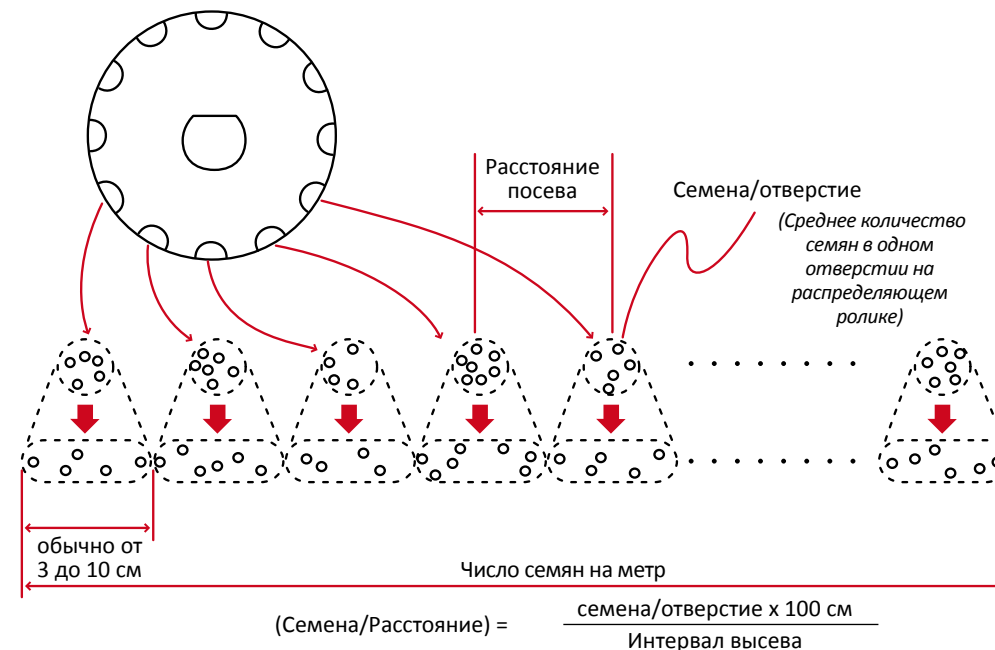 Расстояние
посева
Семена/отверстие
(Среднее количество
семян в одном
отверстии на
распределяющем
ролике)
обычно от
3 до 10 см
Число семян на метр
(Семена/Расстояние) =
семена/отверстие x 100 см
Интервал высева